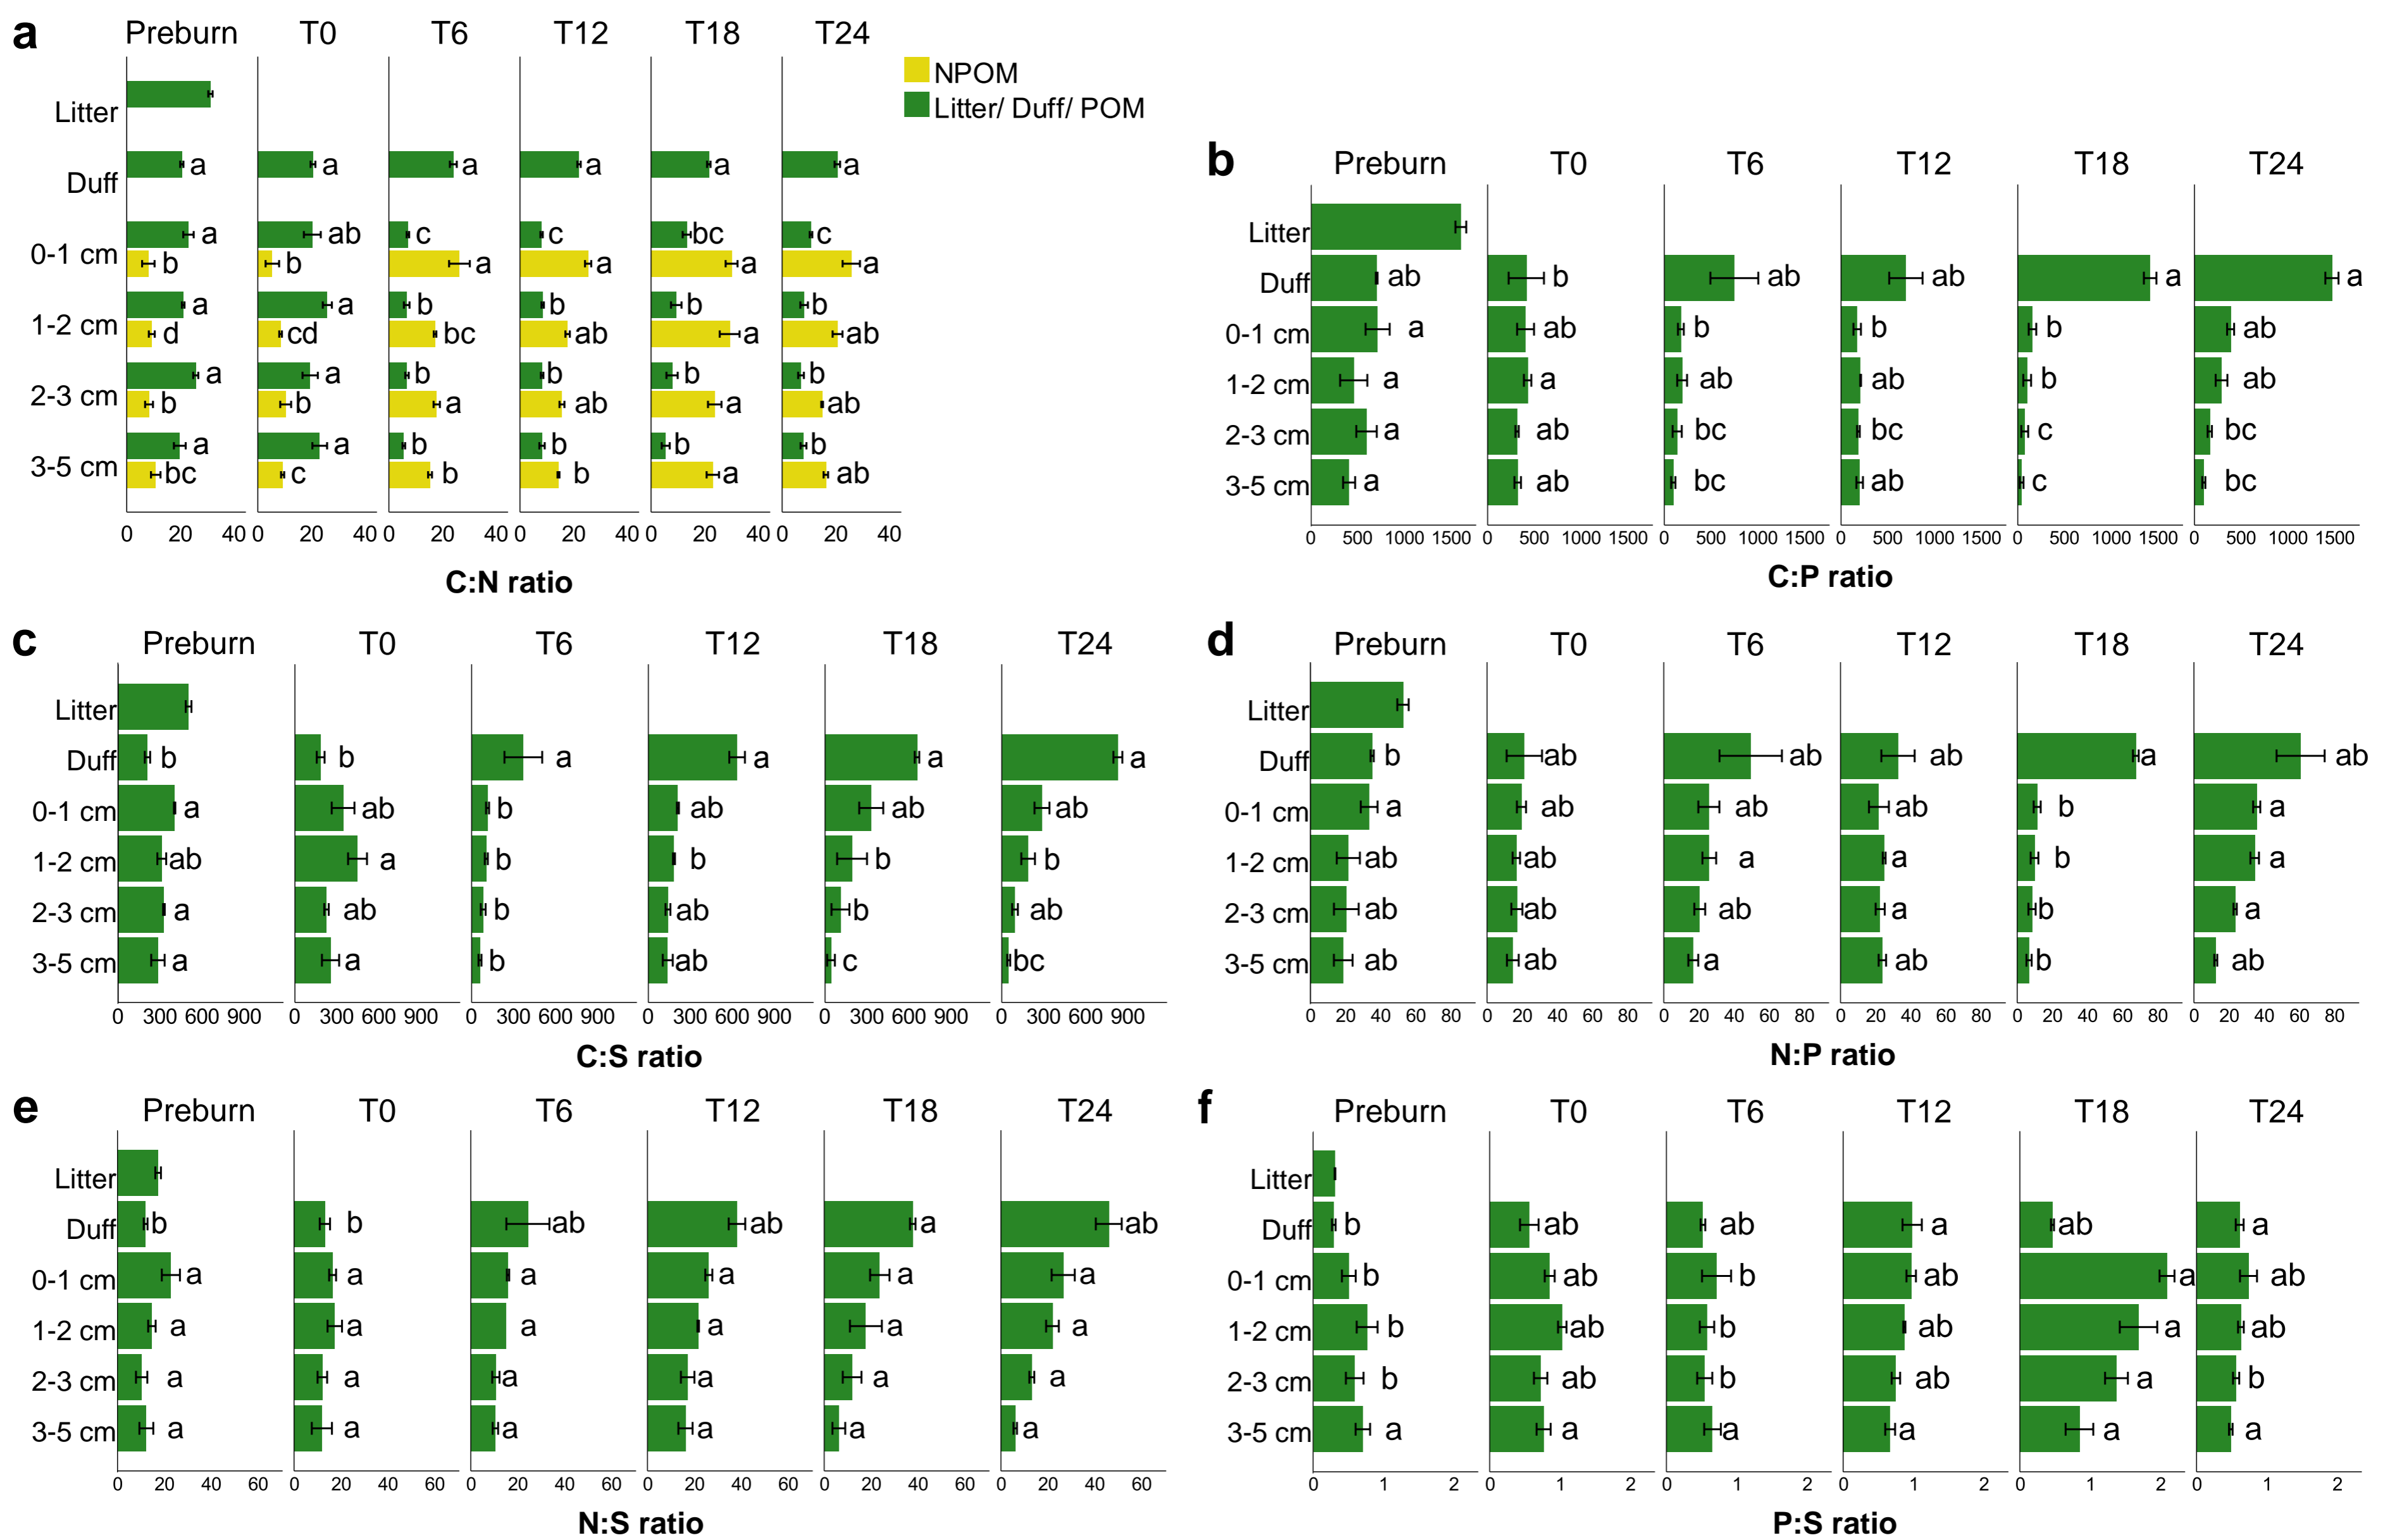 a
Preburn T0 T6 T12 T18 T24
NPOM
Litter/ Duff/ POM
Litter
Duff a a a a a a
0-1 cm a ab c c bc c
b b a a a a
1-2 cm a a b b b b
d cd bc ab a ab
2-3 cm a a b b b b
b b a ab a ab
3-5 cm a a b b b b
bc c b b a ab
0 20 40 0 20 40 0 20 40 0 20 40 0 20 40 0 20 40
C:N ratio
b
Preburn T0 T6 T12 T18 T24
Litter
Duff ab b ab ab a a
0-1 cm a ab b b b ab
1-2 cm a a ab ab b ab
2-3 cm a ab bc bc c bc
3-5 cm a ab bc ab c bc
0 500 1000 1500 0 500 1000 1500 0 500 1000 1500 0 500 1000 1500 0 500 1000 1500 0 500 1000 1500
C:P ratio
c
Preburn T0 T6 T12 T18 T24
Litter
Duff b b a a a a
0-1 cm a ab b ab ab ab
1-2 cm ab a b b b b
2-3 cm a ab b ab b ab
3-5 cm a a b ab c bc
0 300 600 900 0 300 600 900 0 300 600 900 0 300 600 900 0 300 600 900 0 300 600 900
C:S ratio
d
Preburn T0 T6 T12 T18 T24
Litter
Duff b ab ab ab a ab
0-1 cm a ab ab ab b a
1-2 cm ab ab a a b a
2-3 cm ab ab ab a b a
3-5 cm ab ab a ab b ab
0 20 40 60 80 0 20 40 60 80 0 20 40 60 80 0 20 40 60 80 0 20 40 60 80 0 20 40 60 80
N:P ratio
e
Preburn T0 T6 T12 T18 T24
Litter
Duff b b ab ab a ab
0-1 cm a a a a a a
1-2 cm a a a a a a
2-3 cm a a a a a a
3-5 cm a a a a a a
0 20 40 60 0 20 40 60 0 20 40 60 0 20 40 60 0 20 40 60 0 20 40 60
N:S ratio
f
Preburn T0 T6 T12 T18 T24
Litter
Duff b ab ab a ab a
0-1 cm b ab b ab a ab
1-2 cm b ab b ab a ab
2-3 cm b ab b ab a b
3-5 cm a a a a a a
0 1 2 0 1 2 0 1 2 0 1 2 0 1 2 0 1 2
P:S ratio